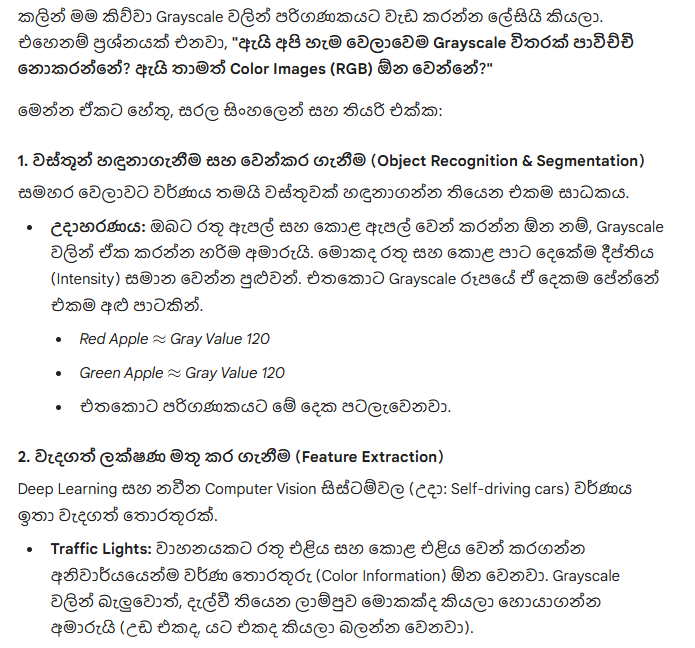 කලින් මම කිව්වා Grayscale වලින් පරිගණකයට වැඩ කරන්න ලේසියි කියලා.
එහෙනම් ප්‍රශ්නයක් එනවා, "ඇයි අපි හැම වෙලාවෙම Grayscale විතරක් පාවිච්චි
නොකරන්නේ? ඇයි තාමත් Color Images (RGB) ඕන වෙන්නේ?"
මෙන්න ඒකට හේතු, සරල සිංහලෙන් සහ තියරි එක්ක:
1. වස්තූන් හඳුනාගැනීම සහ වෙන්කර ගැනීම (Object Recognition & Segmentation)
සමහර වෙලාවට වර්ණය තමයි වස්තුවක් හඳුනාගන්න තියෙන එකම සාධකය.
• උදාහරණය: ඔබට රතු ඇපල් සහ කොළ ඇපල් වෙන් කරන්න ඕන නම්, Grayscale
වලින් ඒක කරන්න හරිම අමාරුයි. මොකද රතු සහ කොළ පාට දෙකේම දීප්තිය
(Intensity) සමාන වෙන්න පුළුවන්. එතකොට Grayscale රූපයේ ඒ දෙකම පේන්නේ
එකම අළු පාටකින්.
• Red Apple ≈ Gray Value 120
• Green Apple ≈ Gray Value 120
• එතකොට පරිගණකයට මේ දෙක පටලැවෙනවා.
2. වැදගත් ලක්ෂණ මතු කර ගැනීම (Feature Extraction)
Deep Learning සහ නවීන Computer Vision සිස්ටම්වල (උදා: Self-driving cars) වර්ණය
ඉතා වැදගත් තොරතුරක්.
• Traffic Lights: වාහනයකට රතු එළිය සහ කොළ එළිය වෙන් කරගන්න
අනිවාර්යයෙන්ම වර්ණ තොරතුරු (Color Information) ඕන වෙනවා. Grayscale
වලින් බැලුවොත්, දැල්වී තියෙන ලාම්පුව මොකක්ද කියලා හොයාගන්න
අමාරුයි (උඩ එකද, යට එකද කියලා බලන්න වෙනවා).